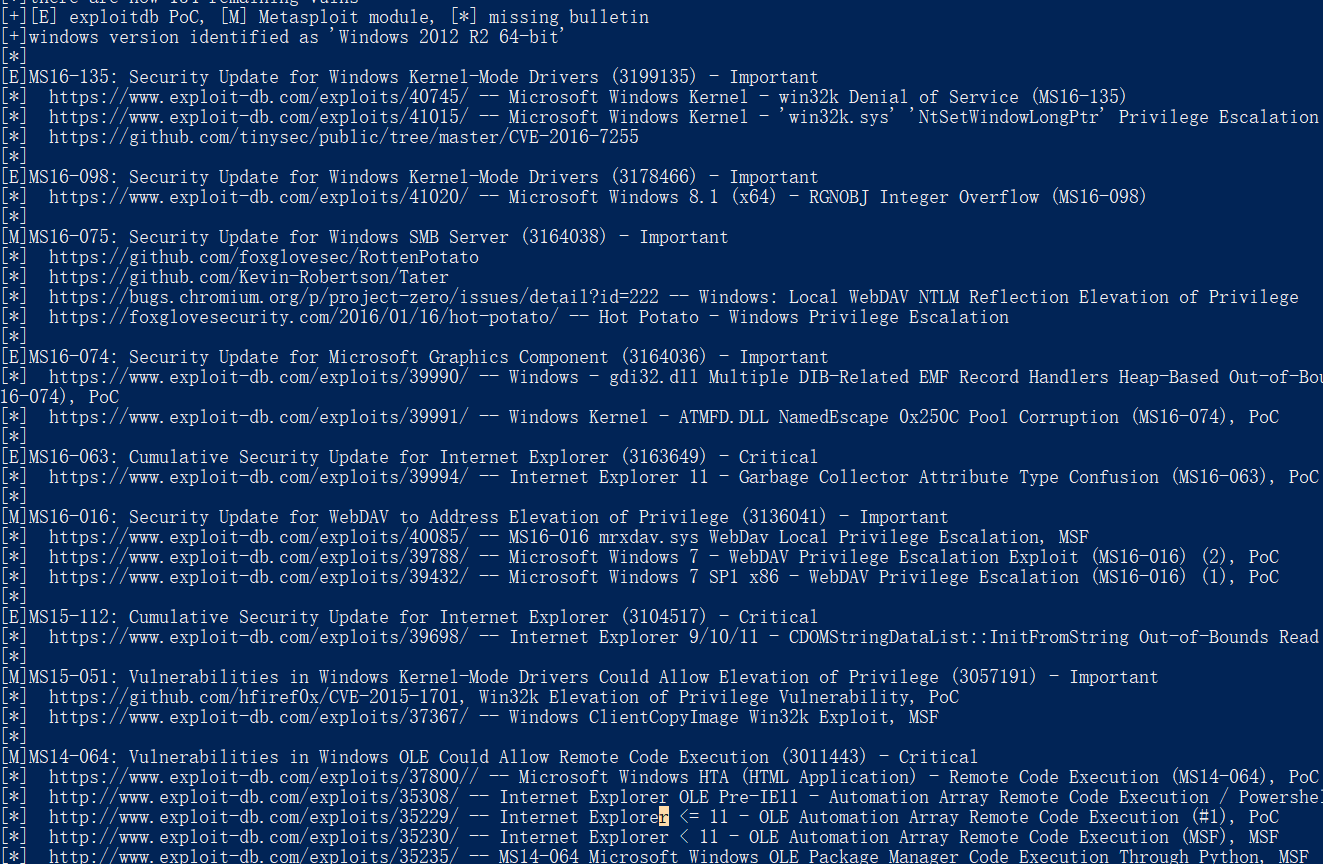 there are now 134 remaining vulns
[+][E] exploitdb PoC, [M] Metasploit module, [*] missing bulletin
[+]windows version identified as 'Windows 2012 R2 64-bit'
[*]
[E]MS16-135: Security Update for Windows Kernel-Mode Drivers (3199135) - Important
[*]  https://www.exploit-db.com/exploits/40745/ -- Microsoft Windows Kernel - win32k Denial of Service (MS16-135)
[*]  https://www.exploit-db.com/exploits/41015/ -- Microsoft Windows Kernel - 'win32k.sys' 'NtSetWindowLongPtr' Privilege Escalation
[*]  https://github.com/tinysec/public/tree/master/CVE-2016-7255
[*]
[E]MS16-098: Security Update for Windows Kernel-Mode Drivers (3178466) - Important
[*]  https://www.exploit-db.com/exploits/41020/ -- Microsoft Windows 8.1 (x64) - RGNOBJ Integer Overflow (MS16-098)
[*]
[M]MS16-075: Security Update for Windows SMB Server (3164038) - Important
[*]  https://github.com/foxglovesec/RottenPotato
[*]  https://github.com/Kevin-Robertson/Tater
[*]  https://bugs.chromium.org/p/project-zero/issues/detail?id=222 -- Windows: Local WebDAV NTLM Reflection Elevation of Privilege
[*]  https://foxglovesecurity.com/2016/01/16/hot-potato/ -- Hot Potato - Windows Privilege Escalation
[*]
[E]MS16-074: Security Update for Microsoft Graphics Component (3164036) - Important
[*]  https://www.exploit-db.com/exploits/39990/ -- Windows - gdi32.dll Multiple DIB-Related EMF Record Handlers Heap-Based Out-of-Bou
16-074), PoC
[*]  https://www.exploit-db.com/exploits/39991/ -- Windows Kernel - ATMFD.DLL NamedEscape 0x250C Pool Corruption (MS16-074), PoC
[*]
[E]MS16-063: Cumulative Security Update for Internet Explorer (3163649) - Critical
[*]  https://www.exploit-db.com/exploits/39994/ -- Internet Explorer 11 - Garbage Collector Attribute Type Confusion (MS16-063), PoC
[*]
[M]MS16-016: Security Update for WebDAV to Address Elevation of Privilege (3136041) - Important
[*]  https://www.exploit-db.com/exploits/40085/ -- MS16-016 mrxdav.sys WebDav Local Privilege Escalation, MSF
[*]  https://www.exploit-db.com/exploits/39788/ -- Microsoft Windows 7 - WebDAV Privilege Escalation Exploit (MS16-016) (2), PoC
[*]  https://www.exploit-db.com/exploits/39432/ -- Microsoft Windows 7 SP1 x86 - WebDAV Privilege Escalation (MS16-016) (1), PoC
[*]
[E]MS15-112: Cumulative Security Update for Internet Explorer (3104517) - Critical
[*]  https://www.exploit-db.com/exploits/39698/ -- Internet Explorer 9/10/11 - CDOMStringDataList::InitFromString Out-of-Bounds Read
[*]
[M]MS15-051: Vulnerabilities in Windows Kernel-Mode Drivers Could Allow Elevation of Privilege (3057191) - Important
[*]  https://github.com/hfiref0x/CVE-2015-1701, Win32k Elevation of Privilege Vulnerability, PoC
[*]  https://www.exploit-db.com/exploits/37367/ -- Windows ClientCopyImage Win32k Exploit, MSF
[*]
[M]MS14-064: Vulnerabilities in Windows OLE Could Allow Remote Code Execution (3011443) - Critical
[*]  https://www.exploit-db.com/exploits/37800// -- Microsoft Windows HTA (HTML Application) - Remote Code Execution (MS14-064), PoC
[*]  http://www.exploit-db.com/exploits/35308/ -- Internet Explorer OLE Pre-IE11 - Automation Array Remote Code Execution / Powershel
[*]  http://www.exploit-db.com/exploits/35229/ -- Internet Explorer <= 11 - OLE Automation Array Remote Code Execution (#1), PoC
[*]  http://www.exploit-db.com/exploits/35230/ -- Internet Explorer < 11 - OLE Automation Array Remote Code Execution (MSF), MSF
[*]  http://www.exploit-db.com/exploits/35235/ -- MS14-064 Microsoft Windows OLE Package Manager Code Execution Through Python, MSF